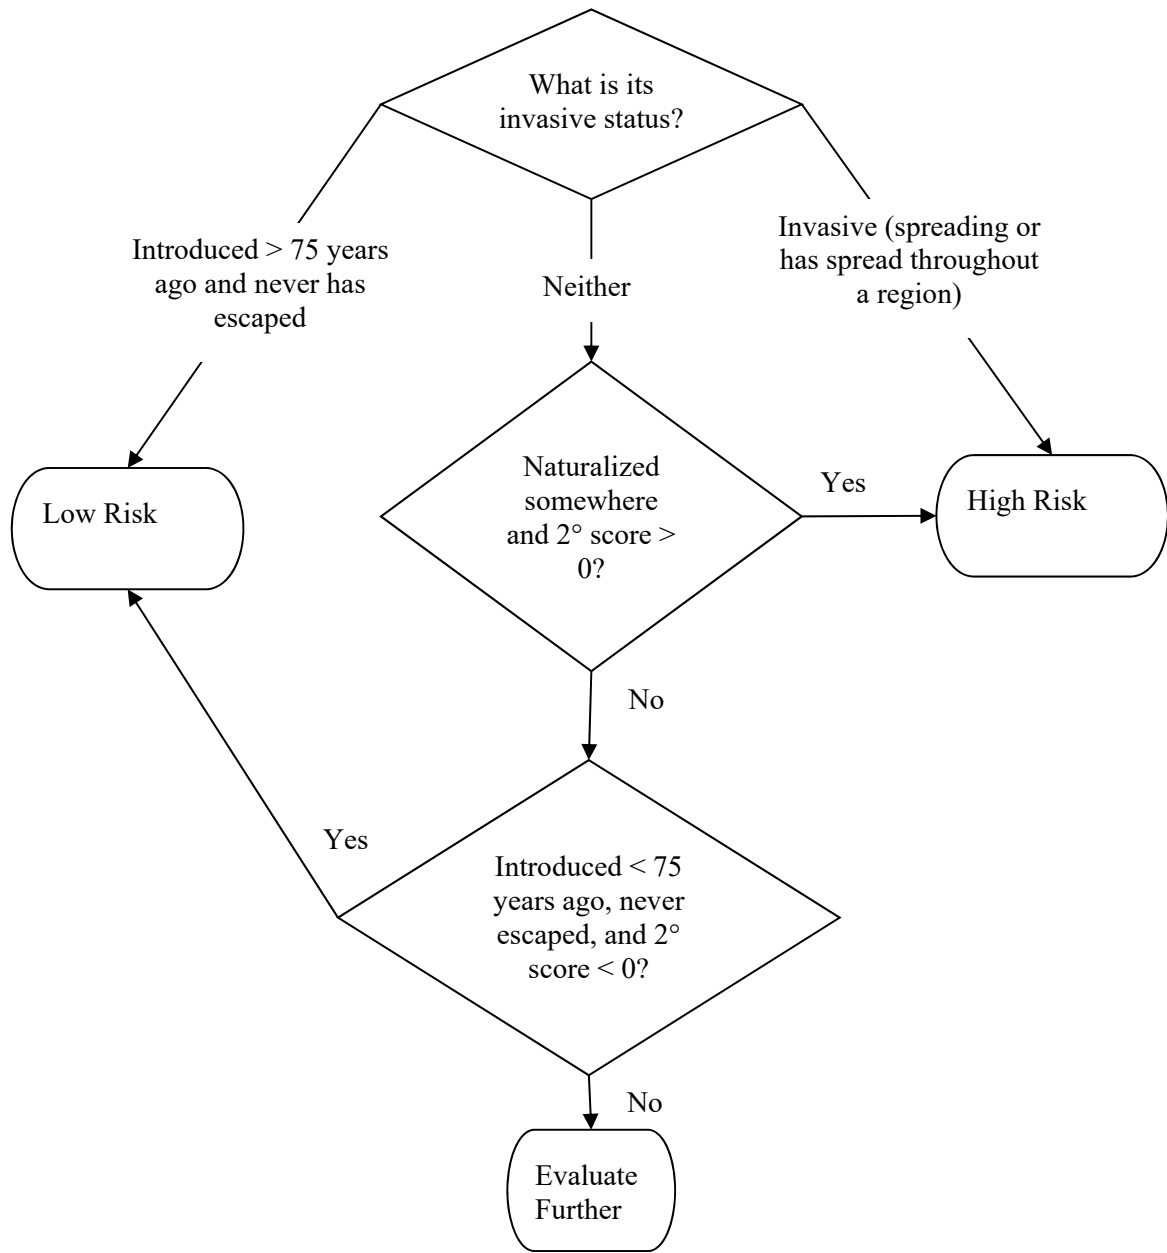 What is its
invasive status?
Introduced > 75 years
ago and never has
escaped
Neither
Invasive (spreading or
has spread throughout
a region)
Low Risk
Naturalized
somewhere
and 2° score >
0?
Yes
High Risk
No
Yes
Introduced < 75
years ago, never
escaped, and 2°
score < 0?
No
Evaluate
Further